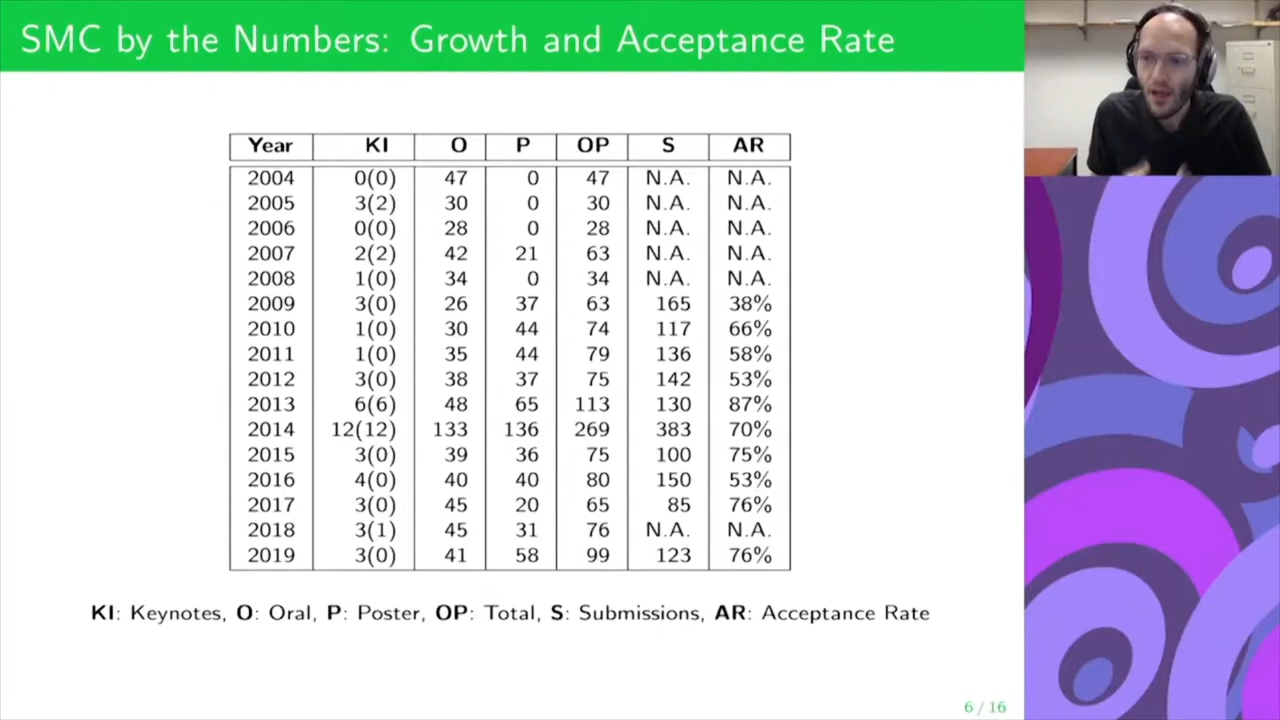 SMC by the Numbers: Growth and Acceptance Rate
Year KI O P OP S AR
2004 0(0) 47 0 47 N.A. N.A.
2005 3(2) 30 0 30 N.A. N.A.
2006 0(0) 28 0 28 N.A. N.A.
2007 2(2) 42 21 63 N.A. N.A.
2008 1(0) 34 0 34 N.A. N.A.
2009 3(0) 26 37 63 165 38%
2010 1(0) 30 44 74 117 66%
2011 1(0) 35 44 79 136 58%
2012 3(0) 38 37 75 142 53%
2013 6(6) 48 65 113 130 87%
2014 12(12) 133 136 269 383 70%
2015 3(0) 39 36 75 100 75%
2016 4(0) 40 40 80 150 53%
2017 3(0) 45 20 65 85 76%
2018 3(1) 45 31 76 N.A. N.A.
2019 3(0) 41 58 99 123 76%
KI: Keynotes, O: Oral, P: Poster, OP: Total, S: Submissions, AR: Acceptance Rate
6 / 16